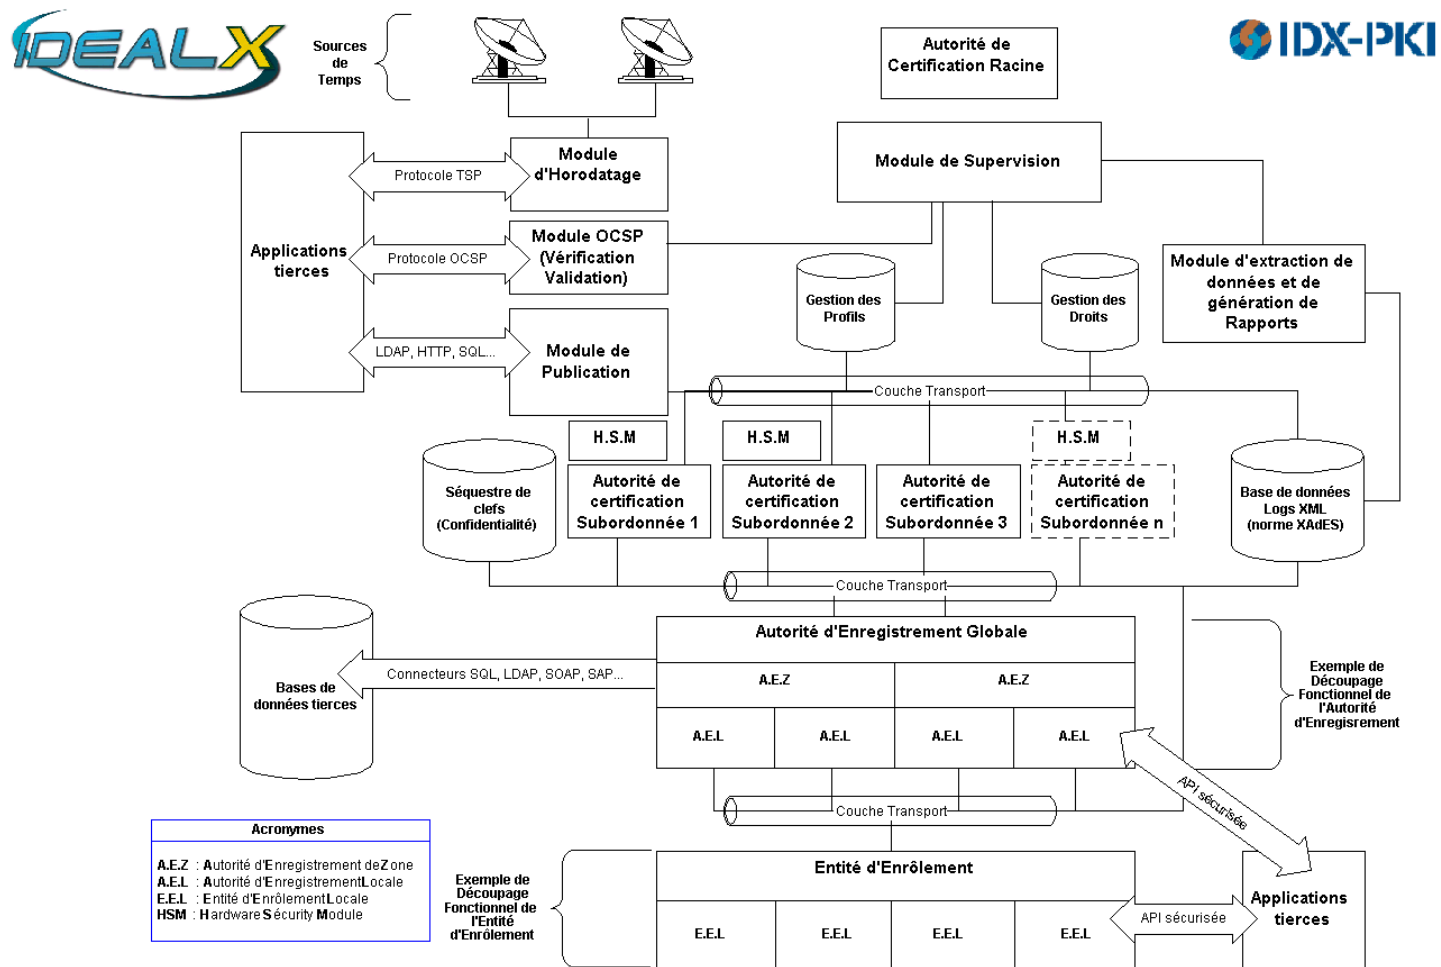 IDEALX
Sources
de
Temps
Autorité de
Certification Racine
IDX-PKI
Applications
tierces
Protocole TSP
Module
d'Horodatage
Module de Supervision
Protocole OCSP
Module OCSP
(Vérification
Validation)
Gestion des
Profils
Gestion des
Droits
Module d'extraction de
données et de
génération de
Rapports
LDAP, HTTP, SQL...
Module de
Publication
Couche Transport
H.S.M
H.S.M
H.S.M
Séquestre de
clefs
(Confidentialité)
Autorité de
certification
Subordonnée 1
Autorité de
certification
Subordonnée 2
Autorité de
certification
Subordonnée 3
Autorité de
certification
Subordonnée n
Base de données
Logs XML
(norme XAdES)
Couche Transport
Autorité d'Enregistrement Globale
A.E.Z
A.E.Z
A.E.L
A.E.L
A.E.L
A.E.L
Connecteurs SQL, LDAP, SOAP, SAP...
Bases de
données tierces
Exemple de
Découpage
Fonctionnel de
l'Autorité
d'Enregisrement
API sécurisée
Couche Transport
Acronymes
A.E.Z : Autorité d'Enregistrement de Zone
A.E.L : Autorité d'Enregistrement Locale
E.E.L : Entité d'Enrôlement Locale
HSM : Hardware Sécurity Module
Exemple de
Découpage
Fonctionnel de
l'Entité
d'Enrôlement
Entité d'Enrôlement
E.E.L
E.E.L
E.E.L
E.E.L
API sécurisée
Applications
tierces